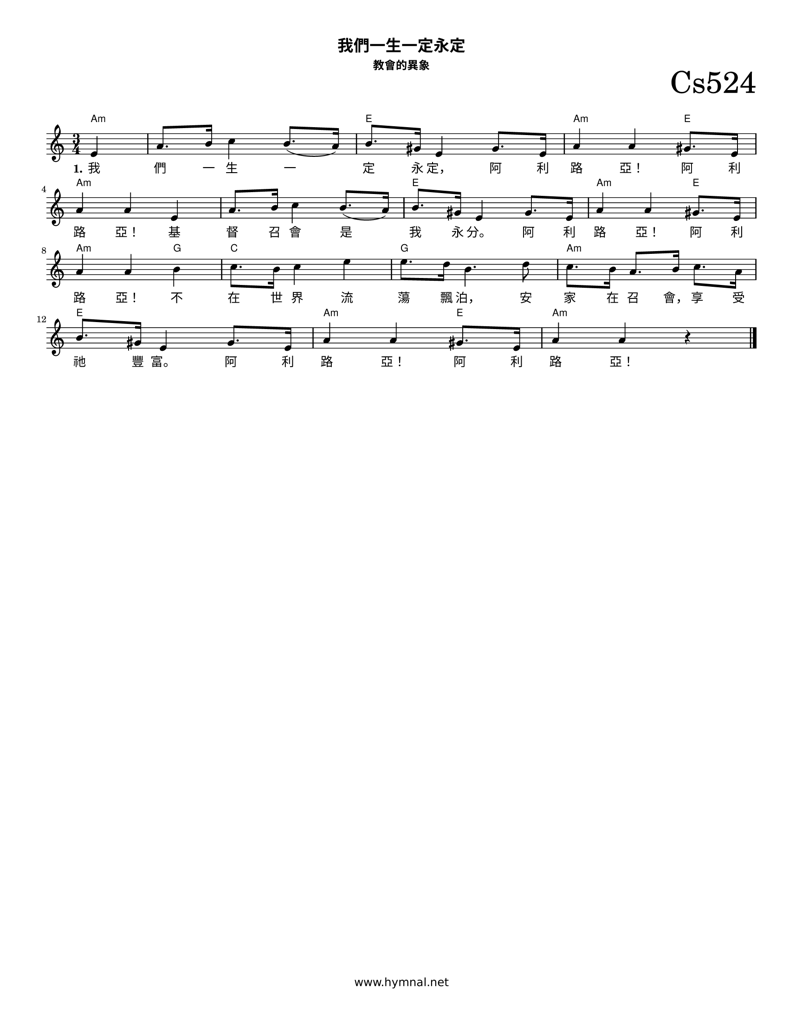 我們一生一定永定
教會的異象
Cs524
Am E Am E
1. 我 們 一 生 一 定 永 定, 阿 利 路 亞! 阿 利
4 Am E Am E
路 亞! 基 督 召 會 是 我 永 分。 阿 利 路 亞! 阿 利
8 Am G C G Am
路 亞! 不 在 世 界 流 蕩 飄 泊, 安 家 在 召 會, 享 受
12 E Am E Am
祂 豐 富。 阿 利 路 亞! 阿 利 路 亞!
www.hymnal.net